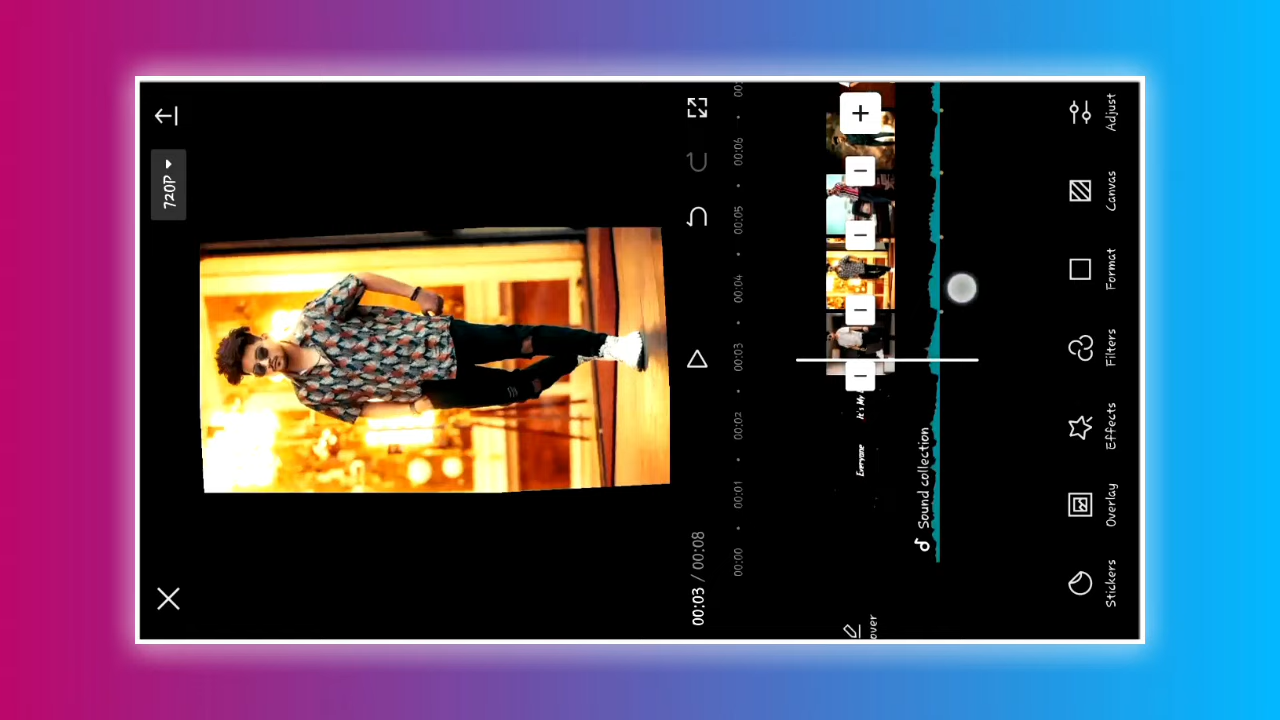 720P
00:03 / 00:08
00:00
00:01
00:02
00:03
00:04
00:05
00:06
00:
Everyone
It's My
over
Sound collection
Stickers
Overlay
Effects
Filters
Format
Canvas
Adjust